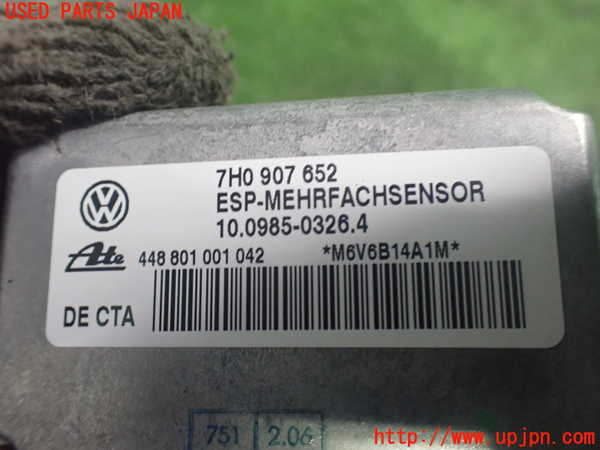 USED PARTS JAPAN
7H0 907 652
ESP-MEHRFACHSENSOR
10.0985-0326.4
Ate
448 801 001 042 *M6V6B14A1M*
DE CTA
751 2.06
http://www.upjpn.com